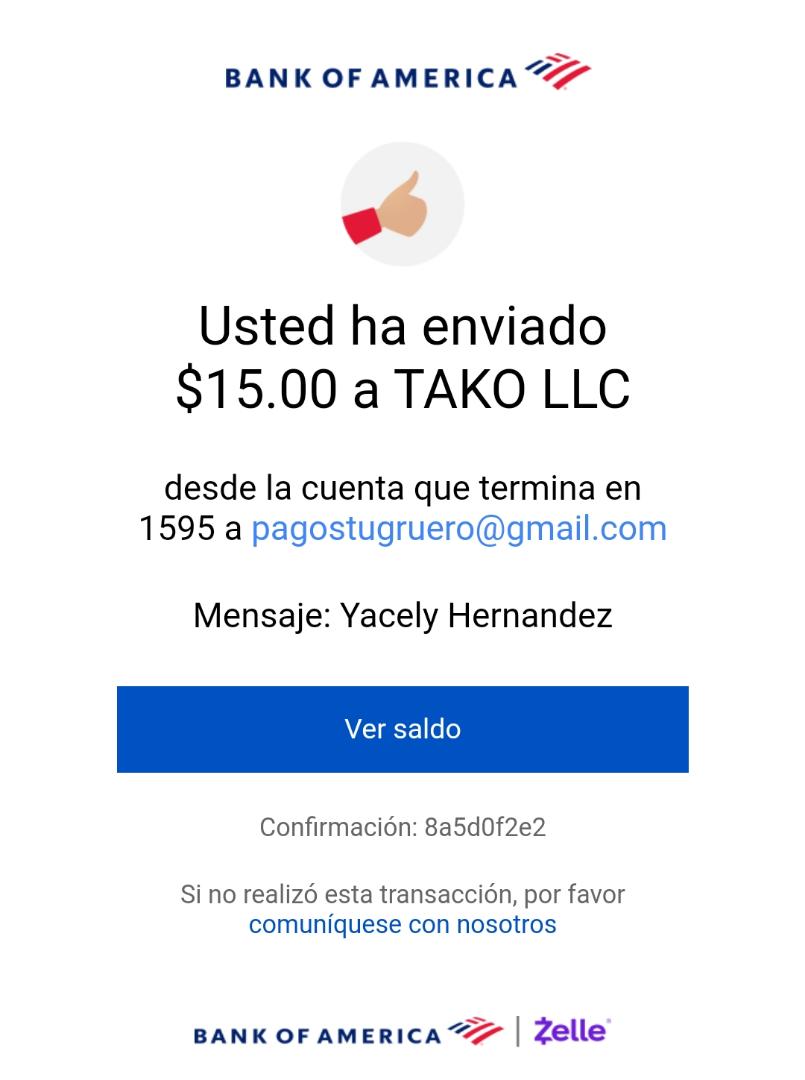 BANK OF AMERICA
Usted ha enviado
$15.00 a TAKO LLC
desde la cuenta que termina en
1595 a pagostugruero@gmail.com
Mensaje: Yacely Hernandez
Ver saldo
Confirmación: 8a5d0f2e2
Si no realizó esta transacción, por favor
comuníquese con nosotros
BANK OF AMERICA | Zelle®